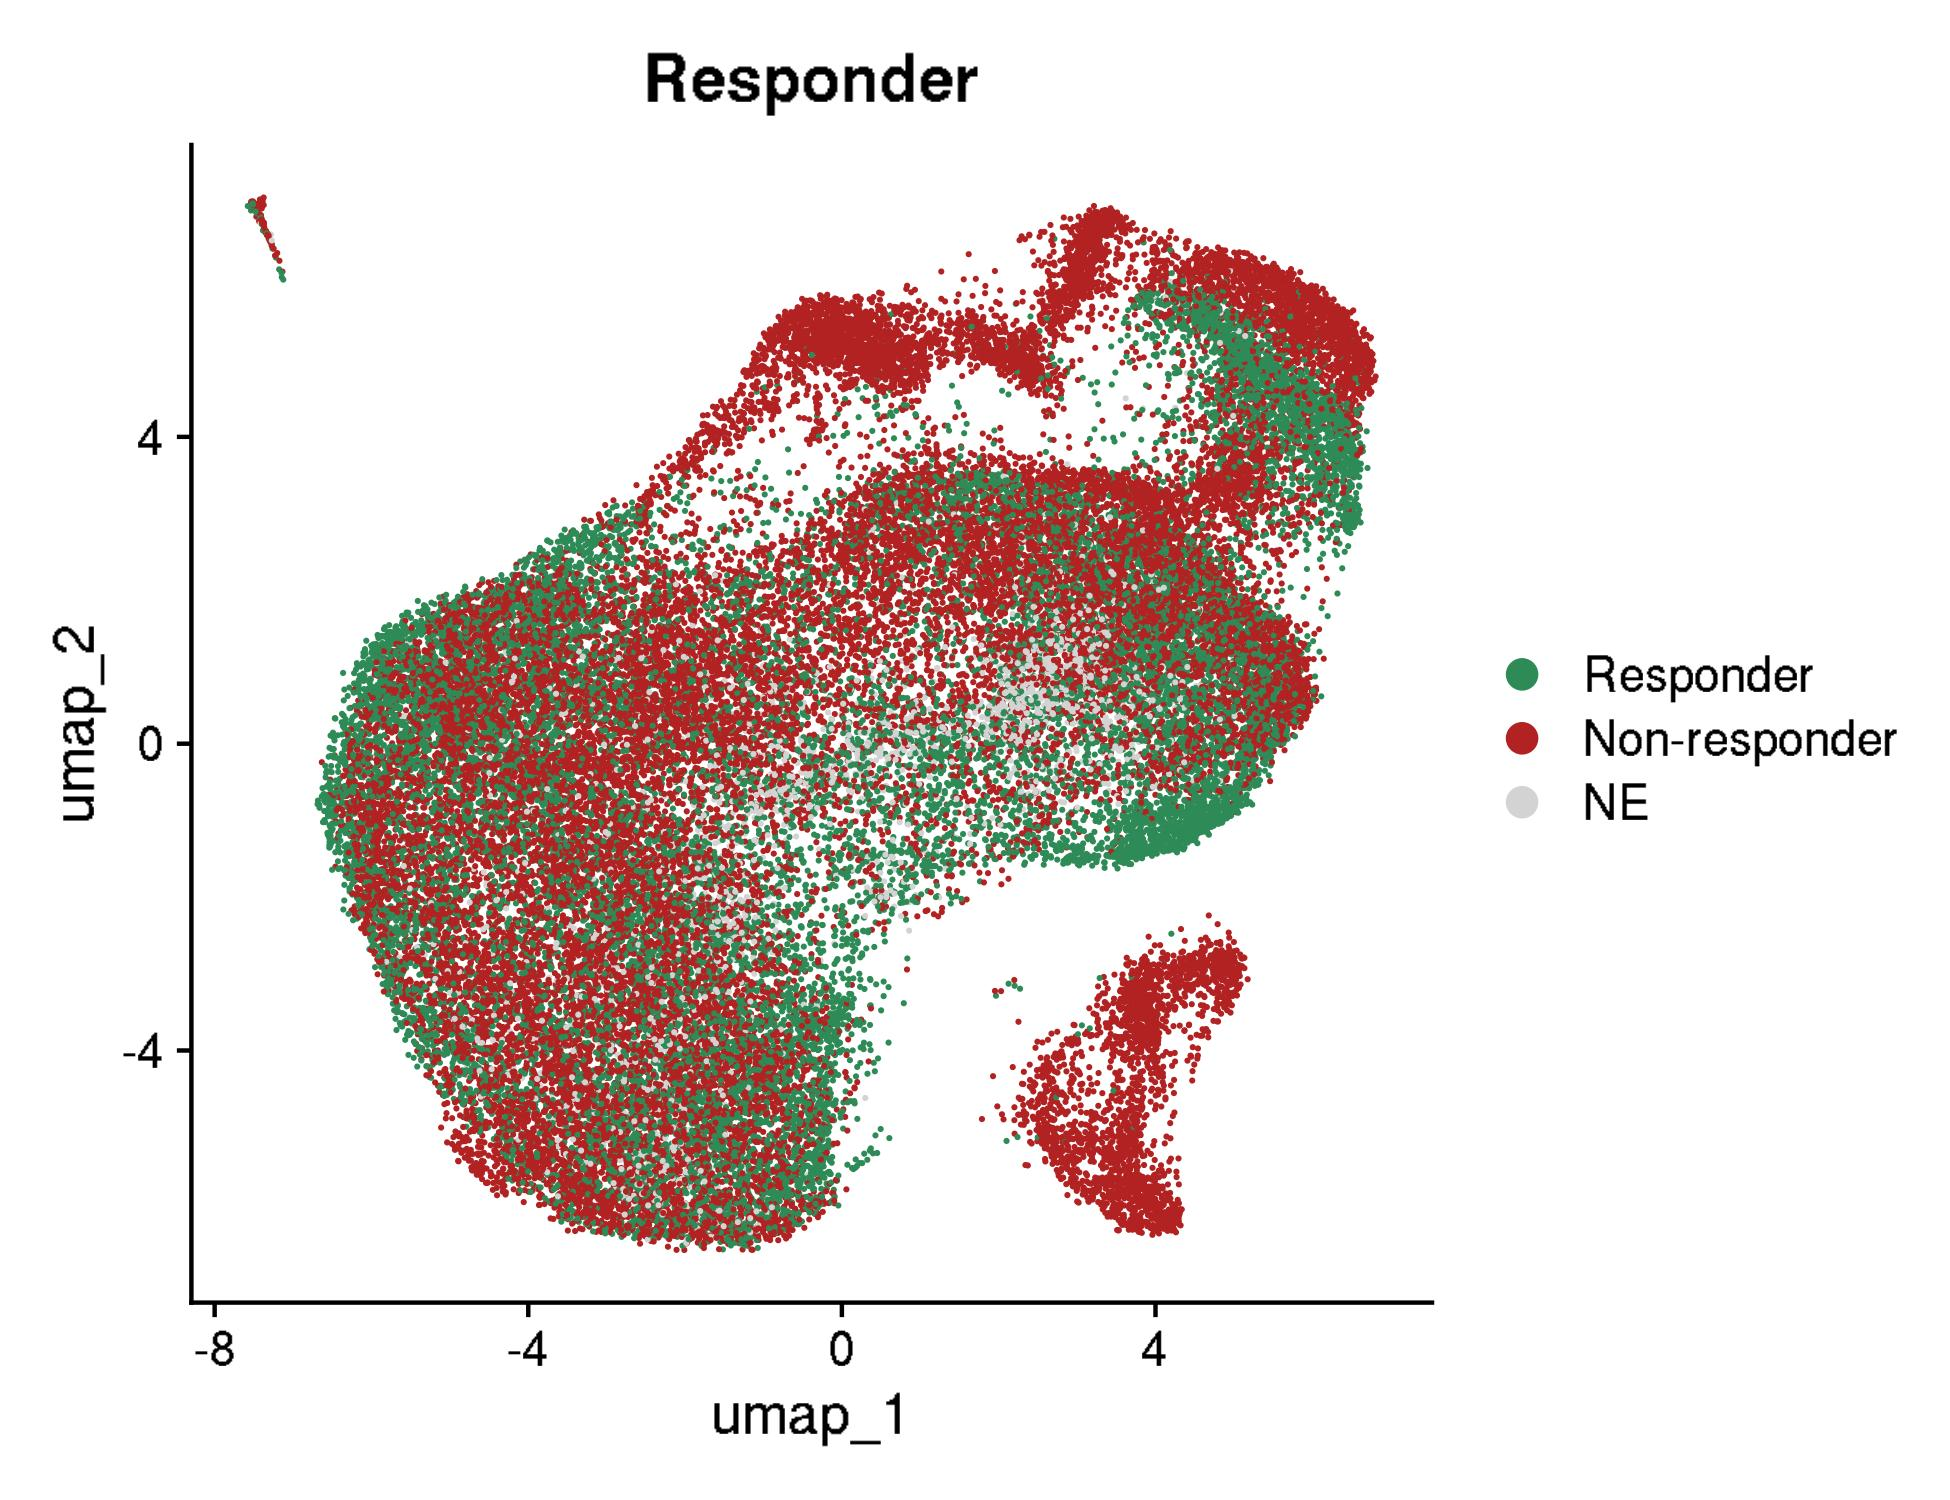 Responder
umap_2
4
0
-4
-8
-4
0
4
umap_1
Responder
Non-responder
NE